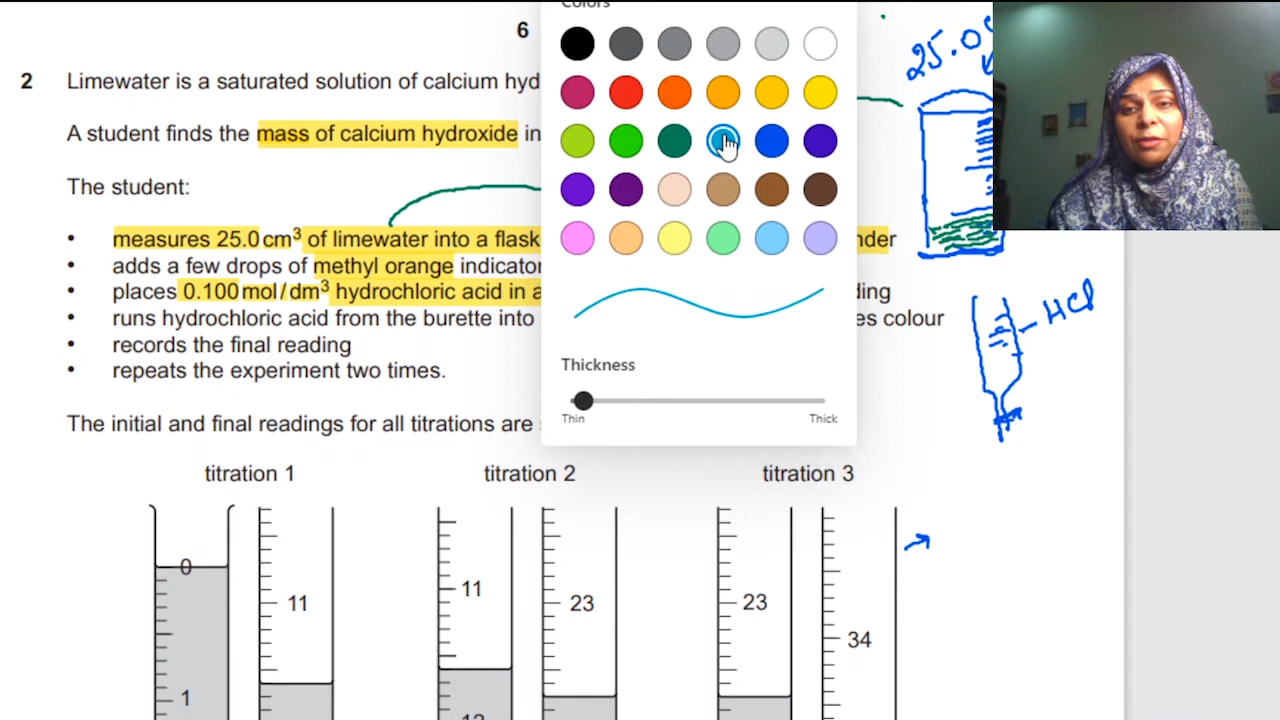 6
Colors
25.0
2 Limewater is a saturated solution of calcium hyd
A student finds the mass of calcium hydroxide in
The student:
• measures 25.0 cm³ of limewater into a flask nder
• adds a few drops of methyl orange indicator
• places 0.100 mol/dm³ hydrochloric acid in a ding
• runs hydrochloric acid from the burette into es colour
• records the final reading
• repeats the experiment two times.
HCl
Thickness
Thin Thick
The initial and final readings for all titrations are
titration 1 titration 2 titration 3
0 11 11 23 23 34
1 12